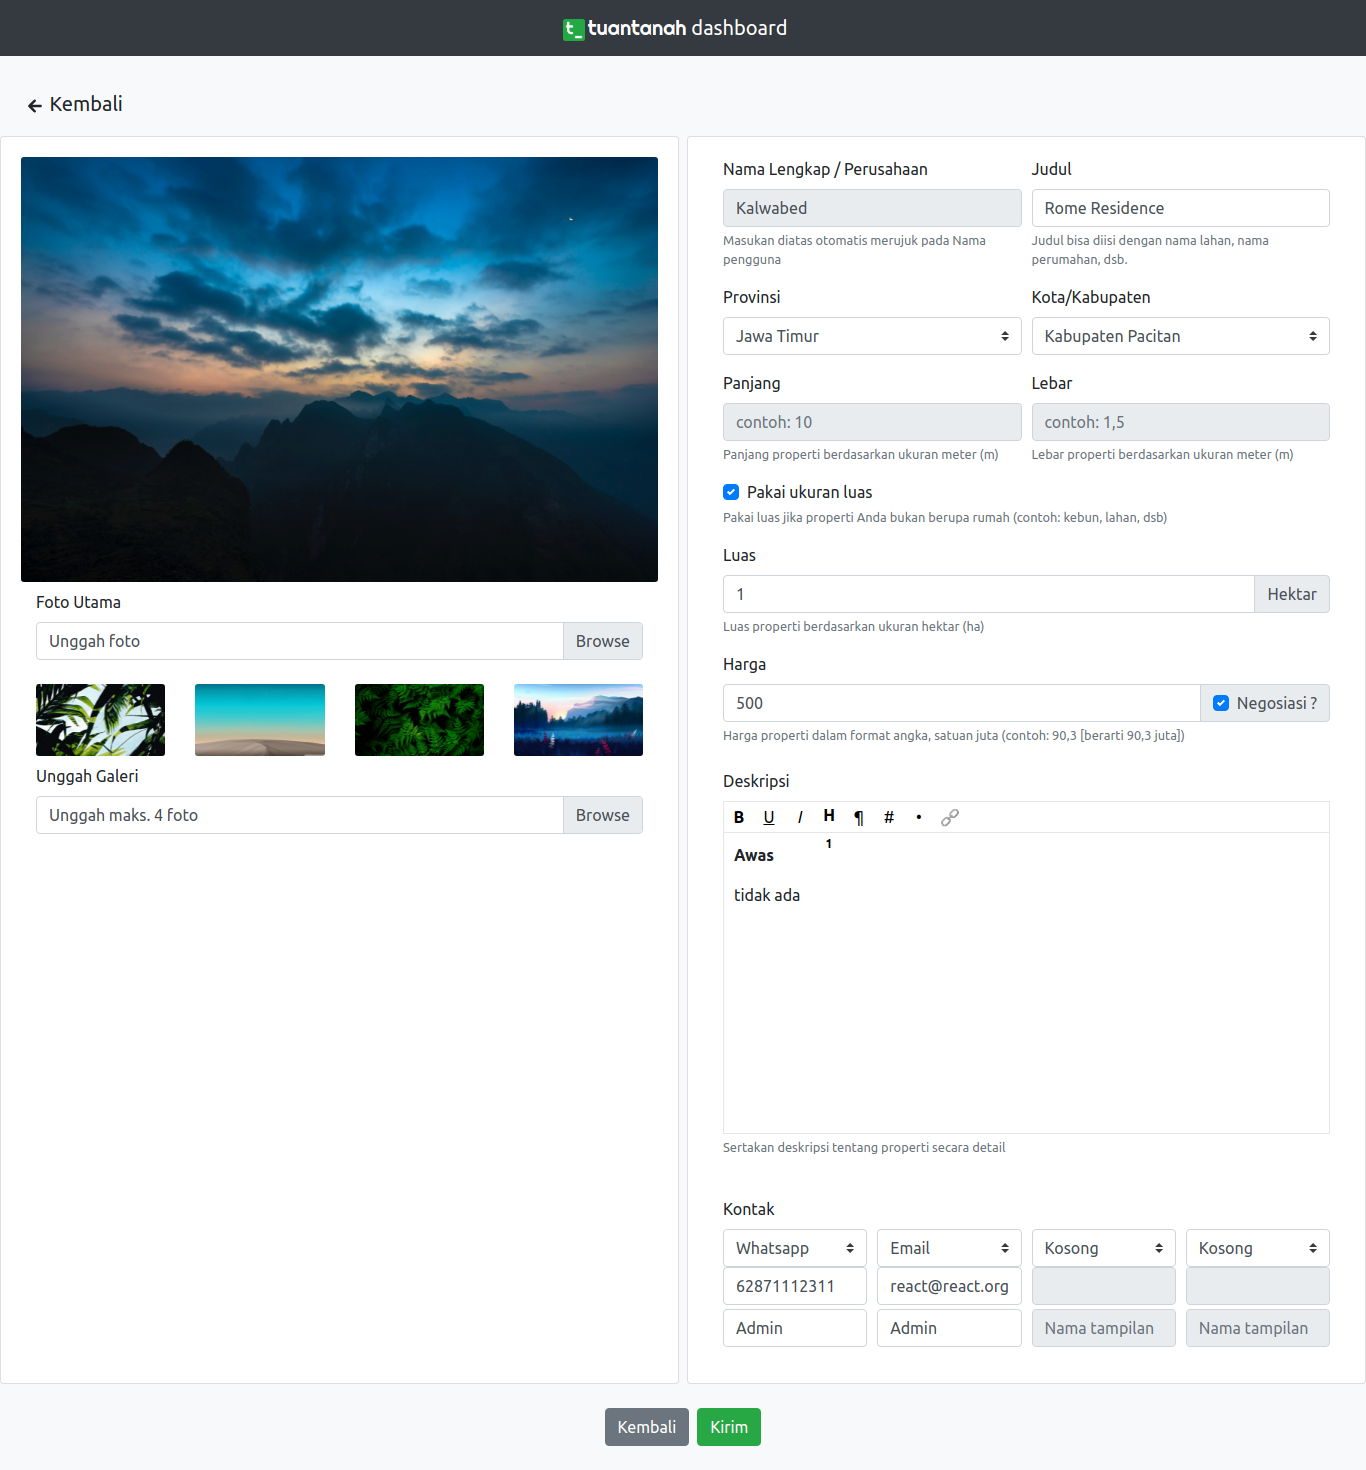 t_ tuantanah dashboard
← Kembali
Foto Utama
Unggah foto Browse
Unggah Galeri
Unggah maks. 4 foto Browse
Nama Lengkap / Perusahaan Judul
Kalwabed Rome Residence
Masukan diatas otomatis merujuk pada Nama pengguna
Judul bisa diisi dengan nama lahan, nama perumahan, dsb.
Provinsi Kota/Kabupaten
Jawa Timur Kabupaten Pacitan
Panjang Lebar
contoh: 10 contoh: 1,5
Panjang properti berdasarkan ukuran meter (m) Lebar properti berdasarkan ukuran meter (m)
Pakai ukuran luas
Pakai luas jika properti Anda bukan berupa rumah (contoh: kebun, lahan, dsb)
Luas
1 Hektar
Luas properti berdasarkan ukuran hektar (ha)
Harga
500 Negosiasi ?
Harga properti dalam format angka, satuan juta (contoh: 90,3 [berarti 90,3 juta])
Deskripsi
B U I H1 ¶ # •
Awas
tidak ada
Sertakan deskripsi tentang properti secara detail
Kontak
Whatsapp Email Kosong Kosong
62871112311 react@react.org
Admin Admin Nama tampilan Nama tampilan
Kembali Kirim